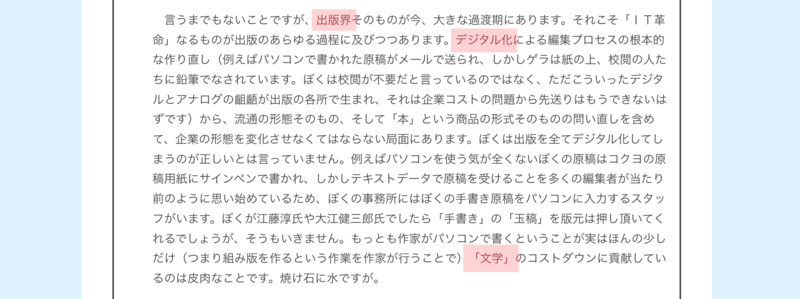 言うまでもないことですが、出版界そのものが今、大きな過渡期にあります。それこそ「ＩＴ革
命」なるものが出版のあらゆる過程に及びつつあります。デジタル化による編集プロセスの根本的
な作り直し（例えばパソコンで書かれた原稿がメールで送られ、しかしゲラは紙の上、校閲の人た
ちに鉛筆でなされています。ぼくは校閲が不要だと言っているのではなく、ただこういったデジタ
ルとアナログの齟齬が出版の各所で生まれ、それは企業コストの問題から先送りはもうできないは
ずです）から、流通の形態そのもの、そして「本」という商品の形式そのものの問い直しを含め
て、企業の形態を変化させなくてはならない局面にあります。ぼくは出版を全てデジタル化してし
まうのが正しいとは言っていません。例えばパソコンを使う気が全くないぼくの原稿はコクヨの原
稿用紙にサインペンで書かれ、しかしテキストデータで原稿を受けることを多くの編集者が当たり
前のように思い始めているため、ぼくの事務所にはぼくの手書き原稿をパソコンに入力するスタッ
フがいます。ぼくが江藤淳氏や大江健三郎氏でしたら「手書き」の「玉稿」を版元は押し頂いてく
れるでしょうが、そうもいきません。もっとも作家がパソコンで書くということが実はほんの少し
だけ（つまり組み版を作るという作業を作家が行うことで）「文学」のコストダウンに貢献してい
るのは皮肉なことです。焼け石に水ですが。